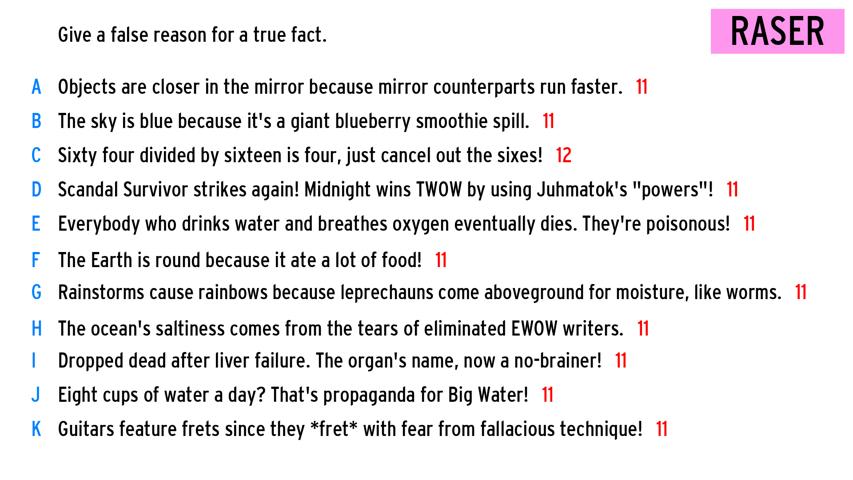 Give a false reason for a true fact.
RASER
A Objects are closer in the mirror because mirror counterparts run faster. 11
B The sky is blue because it's a giant blueberry smoothie spill. 11
C Sixty four divided by sixteen is four, just cancel out the sixes! 12
D Scandal Survivor strikes again! Midnight wins TWOW by using Juhmatok's "powers"! 11
E Everybody who drinks water and breathes oxygen eventually dies. They're poisonous! 11
F The Earth is round because it ate a lot of food! 11
G Rainstorms cause rainbows because leprechauns come aboveground for moisture, like worms. 11
H The ocean's saltiness comes from the tears of eliminated EWOW writers. 11
I Dropped dead after liver failure. The organ's name, now a no-brainer! 11
J Eight cups of water a day? That's propaganda for Big Water! 11
K Guitars feature frets since they *fret* with fear from fallacious technique! 11